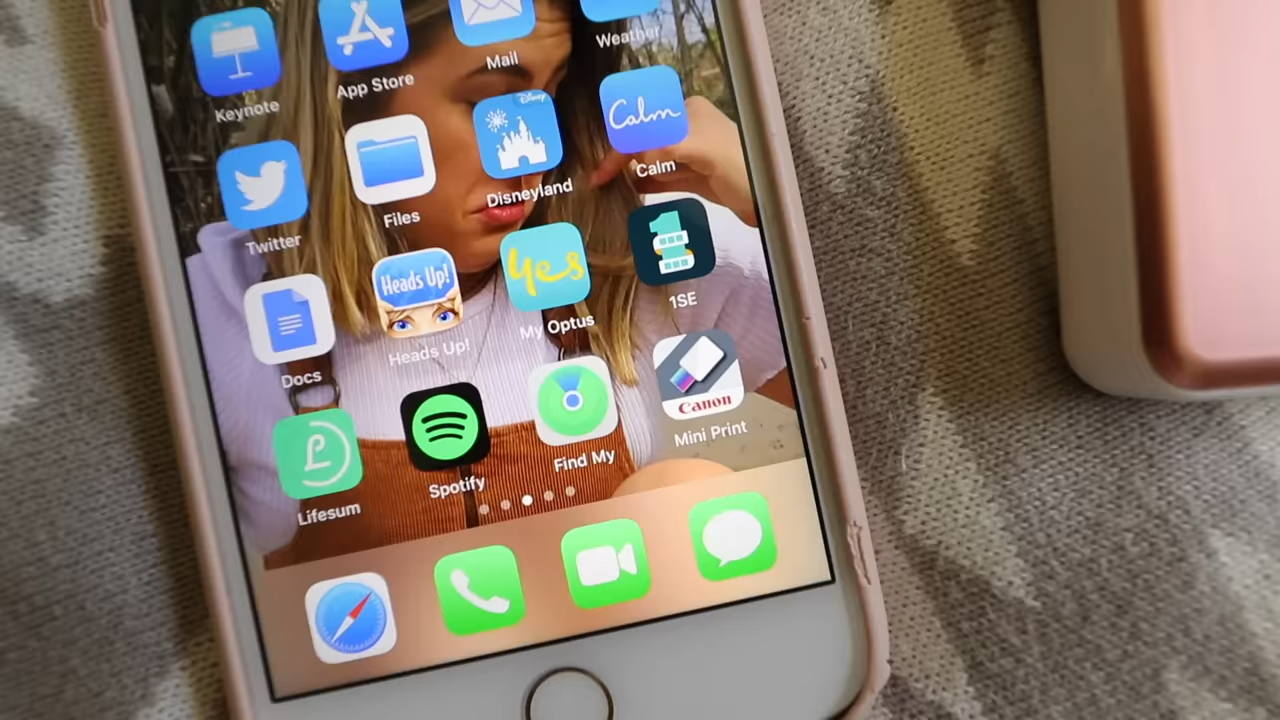 Keynote
App Store
Mail
Weather
Twitter
Files
Disney
Disneyland
Calm
Calm
Docs
Heads Up!
Heads Up!
yes
My Optus
1
1SE
Lifesum
Spotify
Find My
Canon
Mini Print